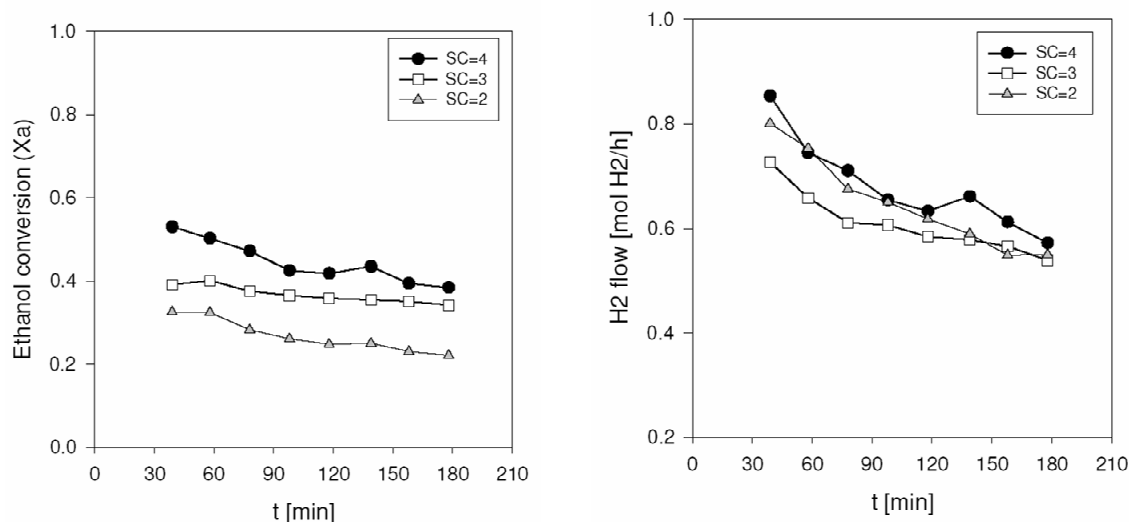 1.0
0.8
0.6
0.4
0.2
0.0
Ethanol conversion (Xa)
SC=4
SC=3
SC=2
0 30 60 90 120 150 180 210
t [min]
1.0
0.8
0.6
0.4
0.2
H2 flow [mol H2/h]
SC=4
SC=3
SC=2
0 30 60 90 120 150 180 210
t [min]